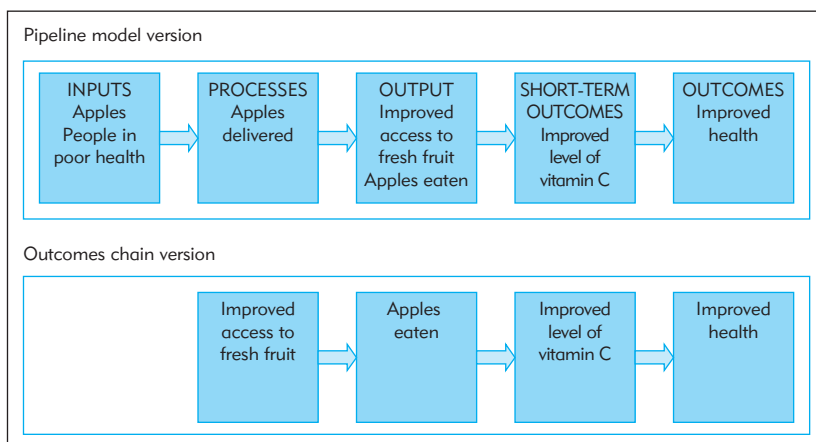 Pipeline model version
INPUTS
Apples
People in
poor health
PROCESSES
Apples
delivered
OUTPUT
Improved
access to
fresh fruit
Apples eaten
SHORT-TERM
OUTCOMES
Improved
level of
vitamin C
OUTCOMES
Improved
health
Outcomes chain version
Improved
access to
fresh fruit
Apples
eaten
Improved
level of
vitamin C
Improved
health